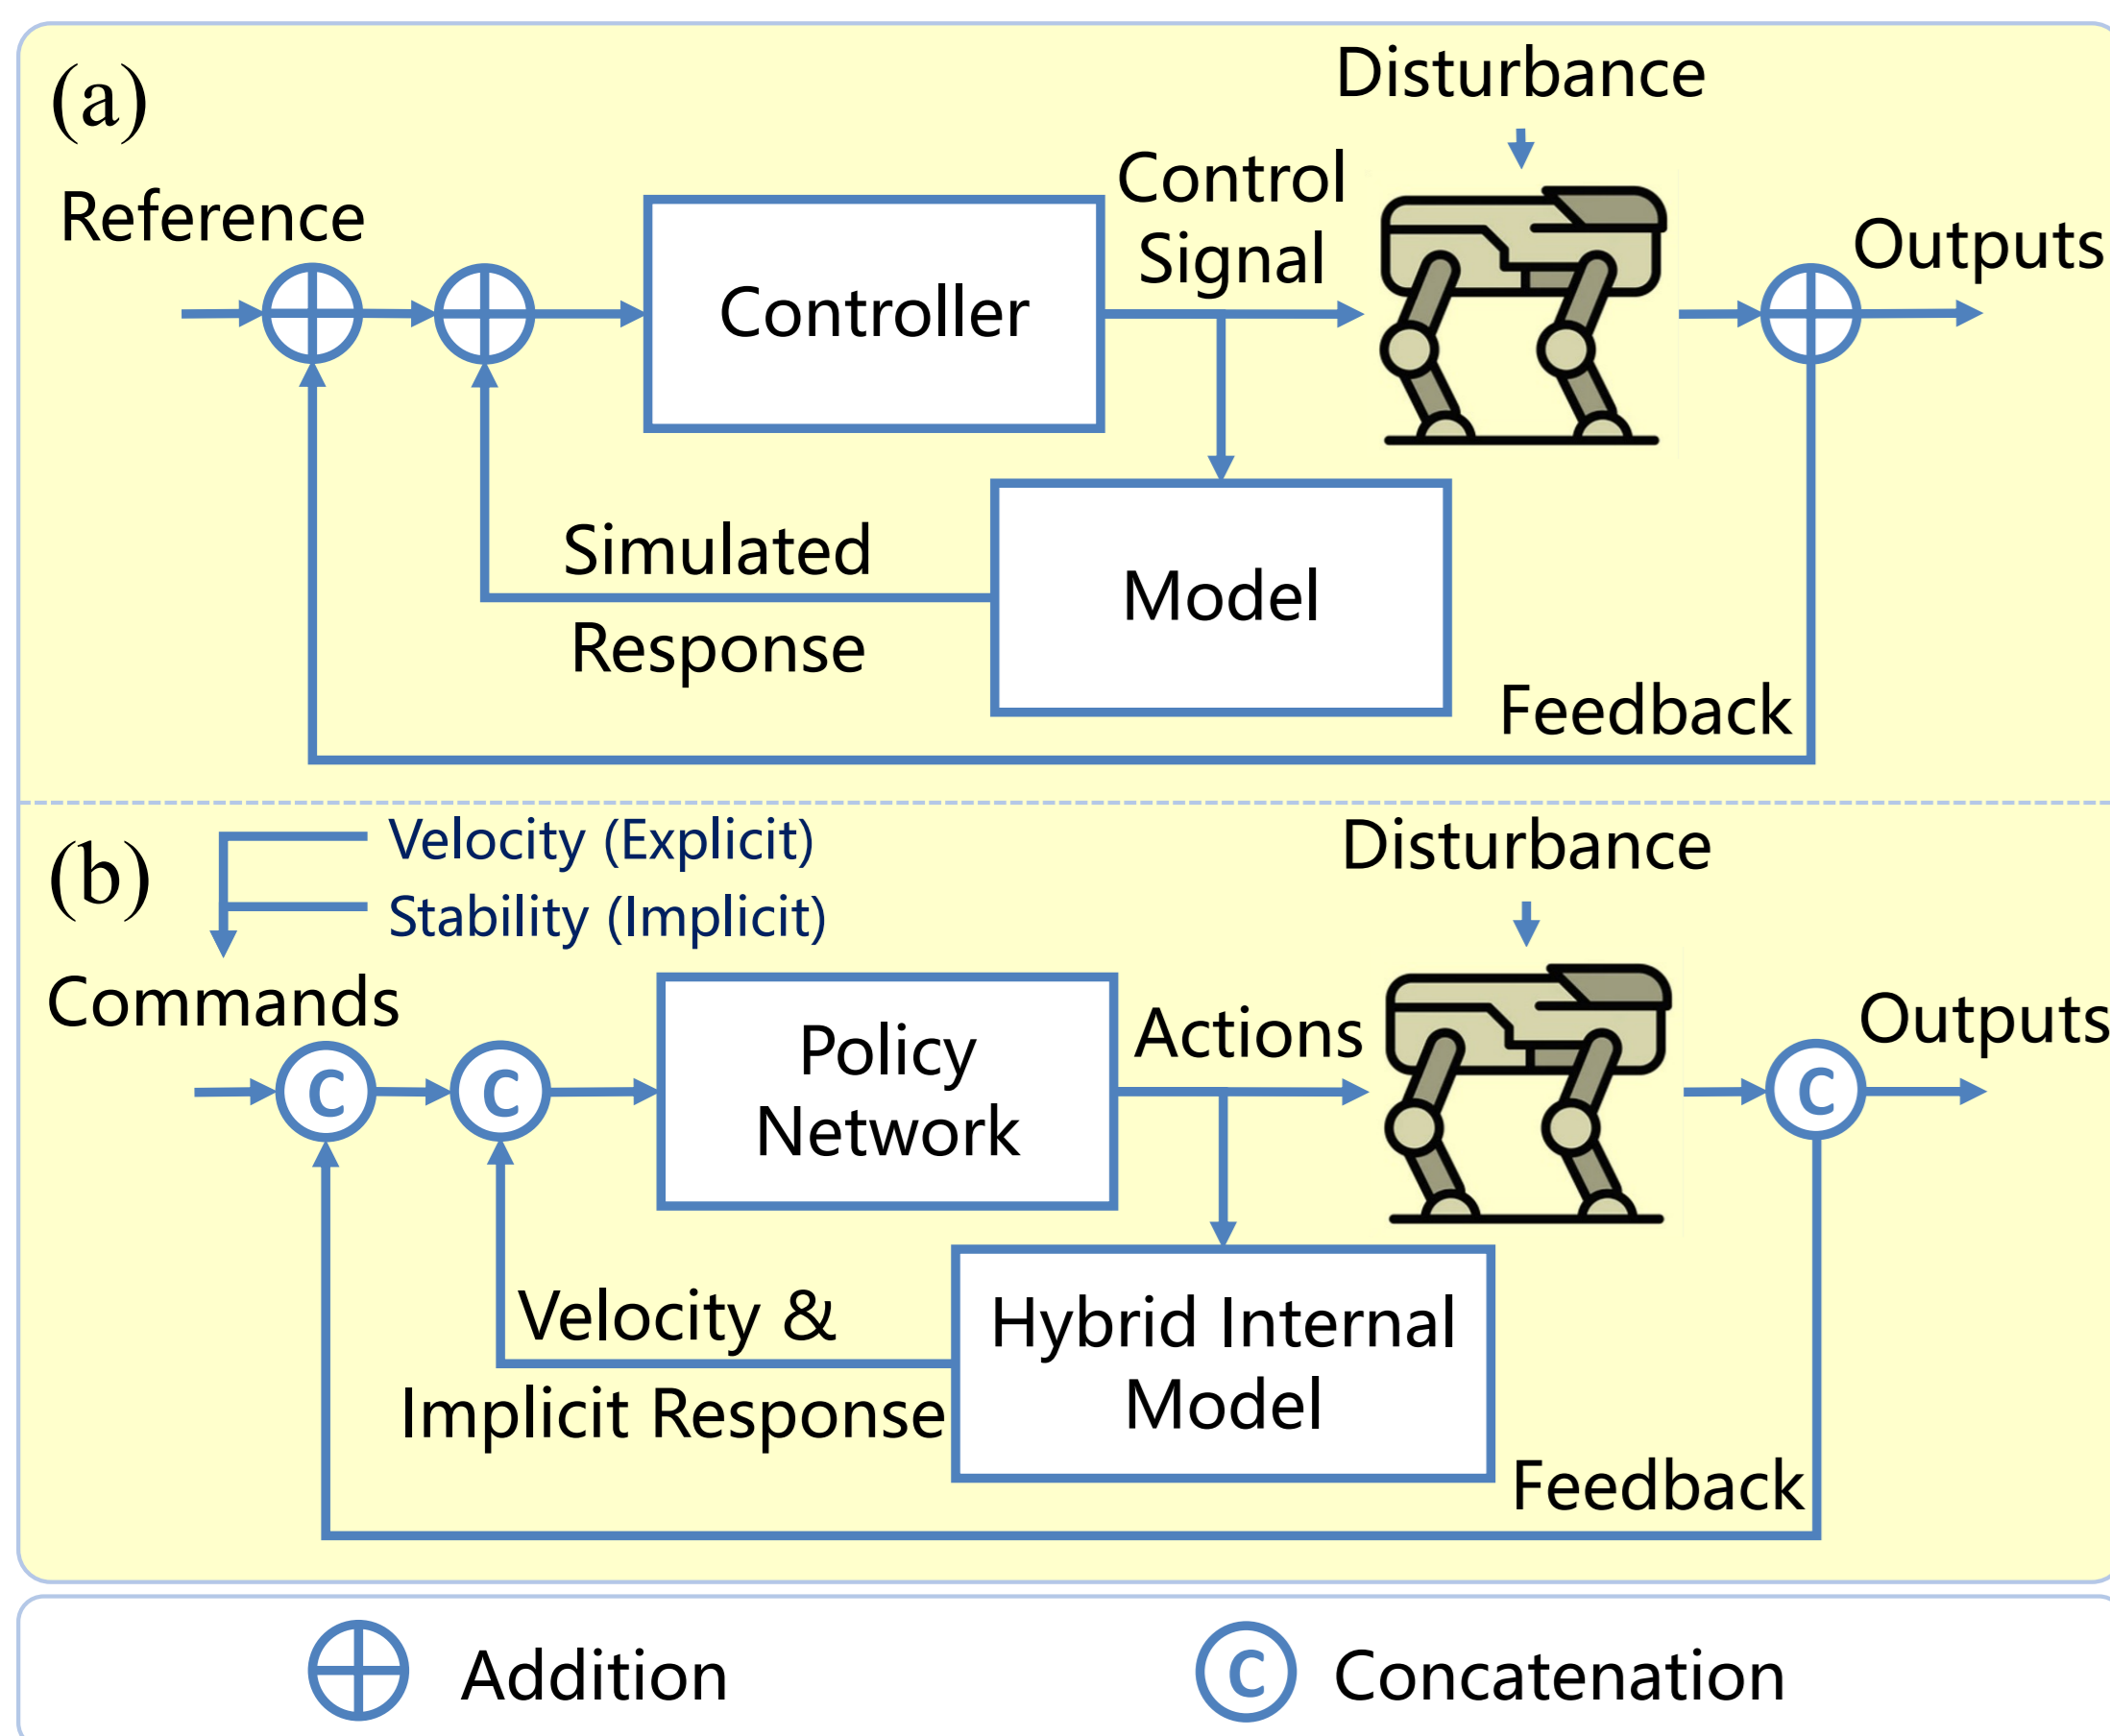 (a)
Disturbance
Reference
Control
Signal
Outputs
Controller
Simulated
Response
Model
Feedback
(b)
Velocity (Explicit)
Stability (Implicit)
Disturbance
Commands
C
C
Policy
Network
Actions
C
Outputs
Velocity &
Implicit Response
Hybrid Internal
Model
Feedback
Addition
C Concatenation